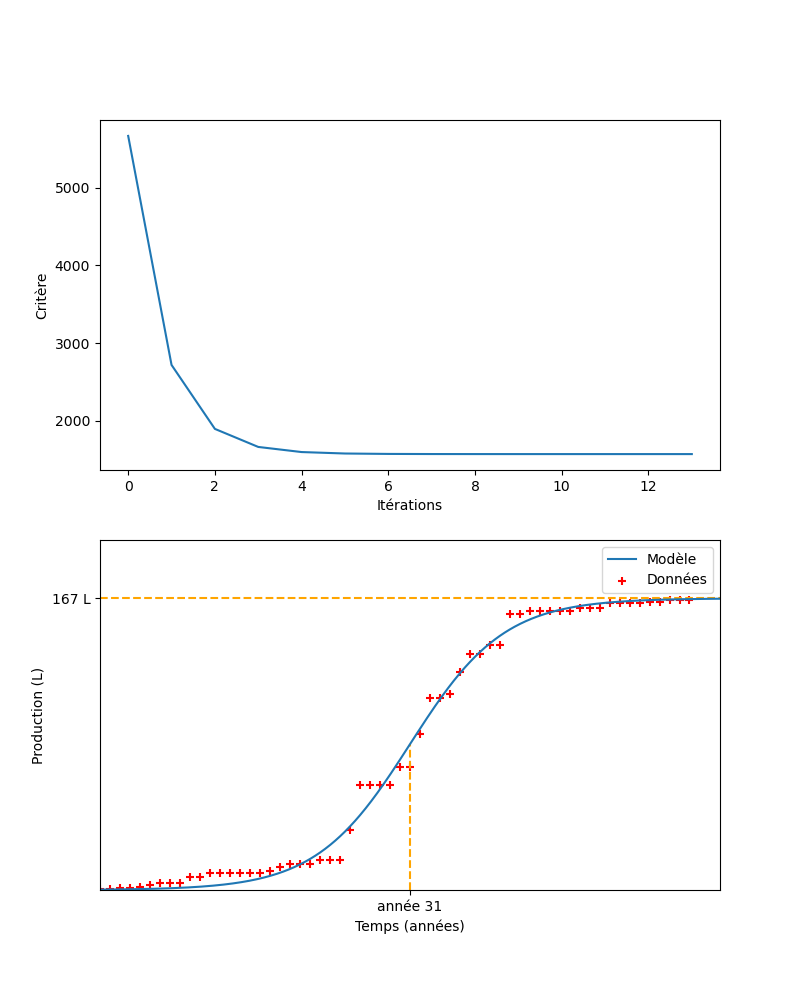 5000
4000
3000
2000
Critère
0 2 4 6 8 10 12
Itérations
Modèle
Données
167 L
Production (L)
année 31
Temps (années)